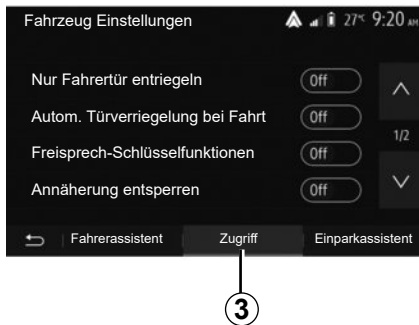 Fahrzeug Einstellungen 27°C 9:20 AM
Nur Fahrertür entriegeln Off
Autom. Türverriegelung bei Fahrt Off
1/2
Freisprech-Schlüsselfunktionen Off
Annäherung entsperren Off
Fahrerassistent Zugriff Einparkassistent
3